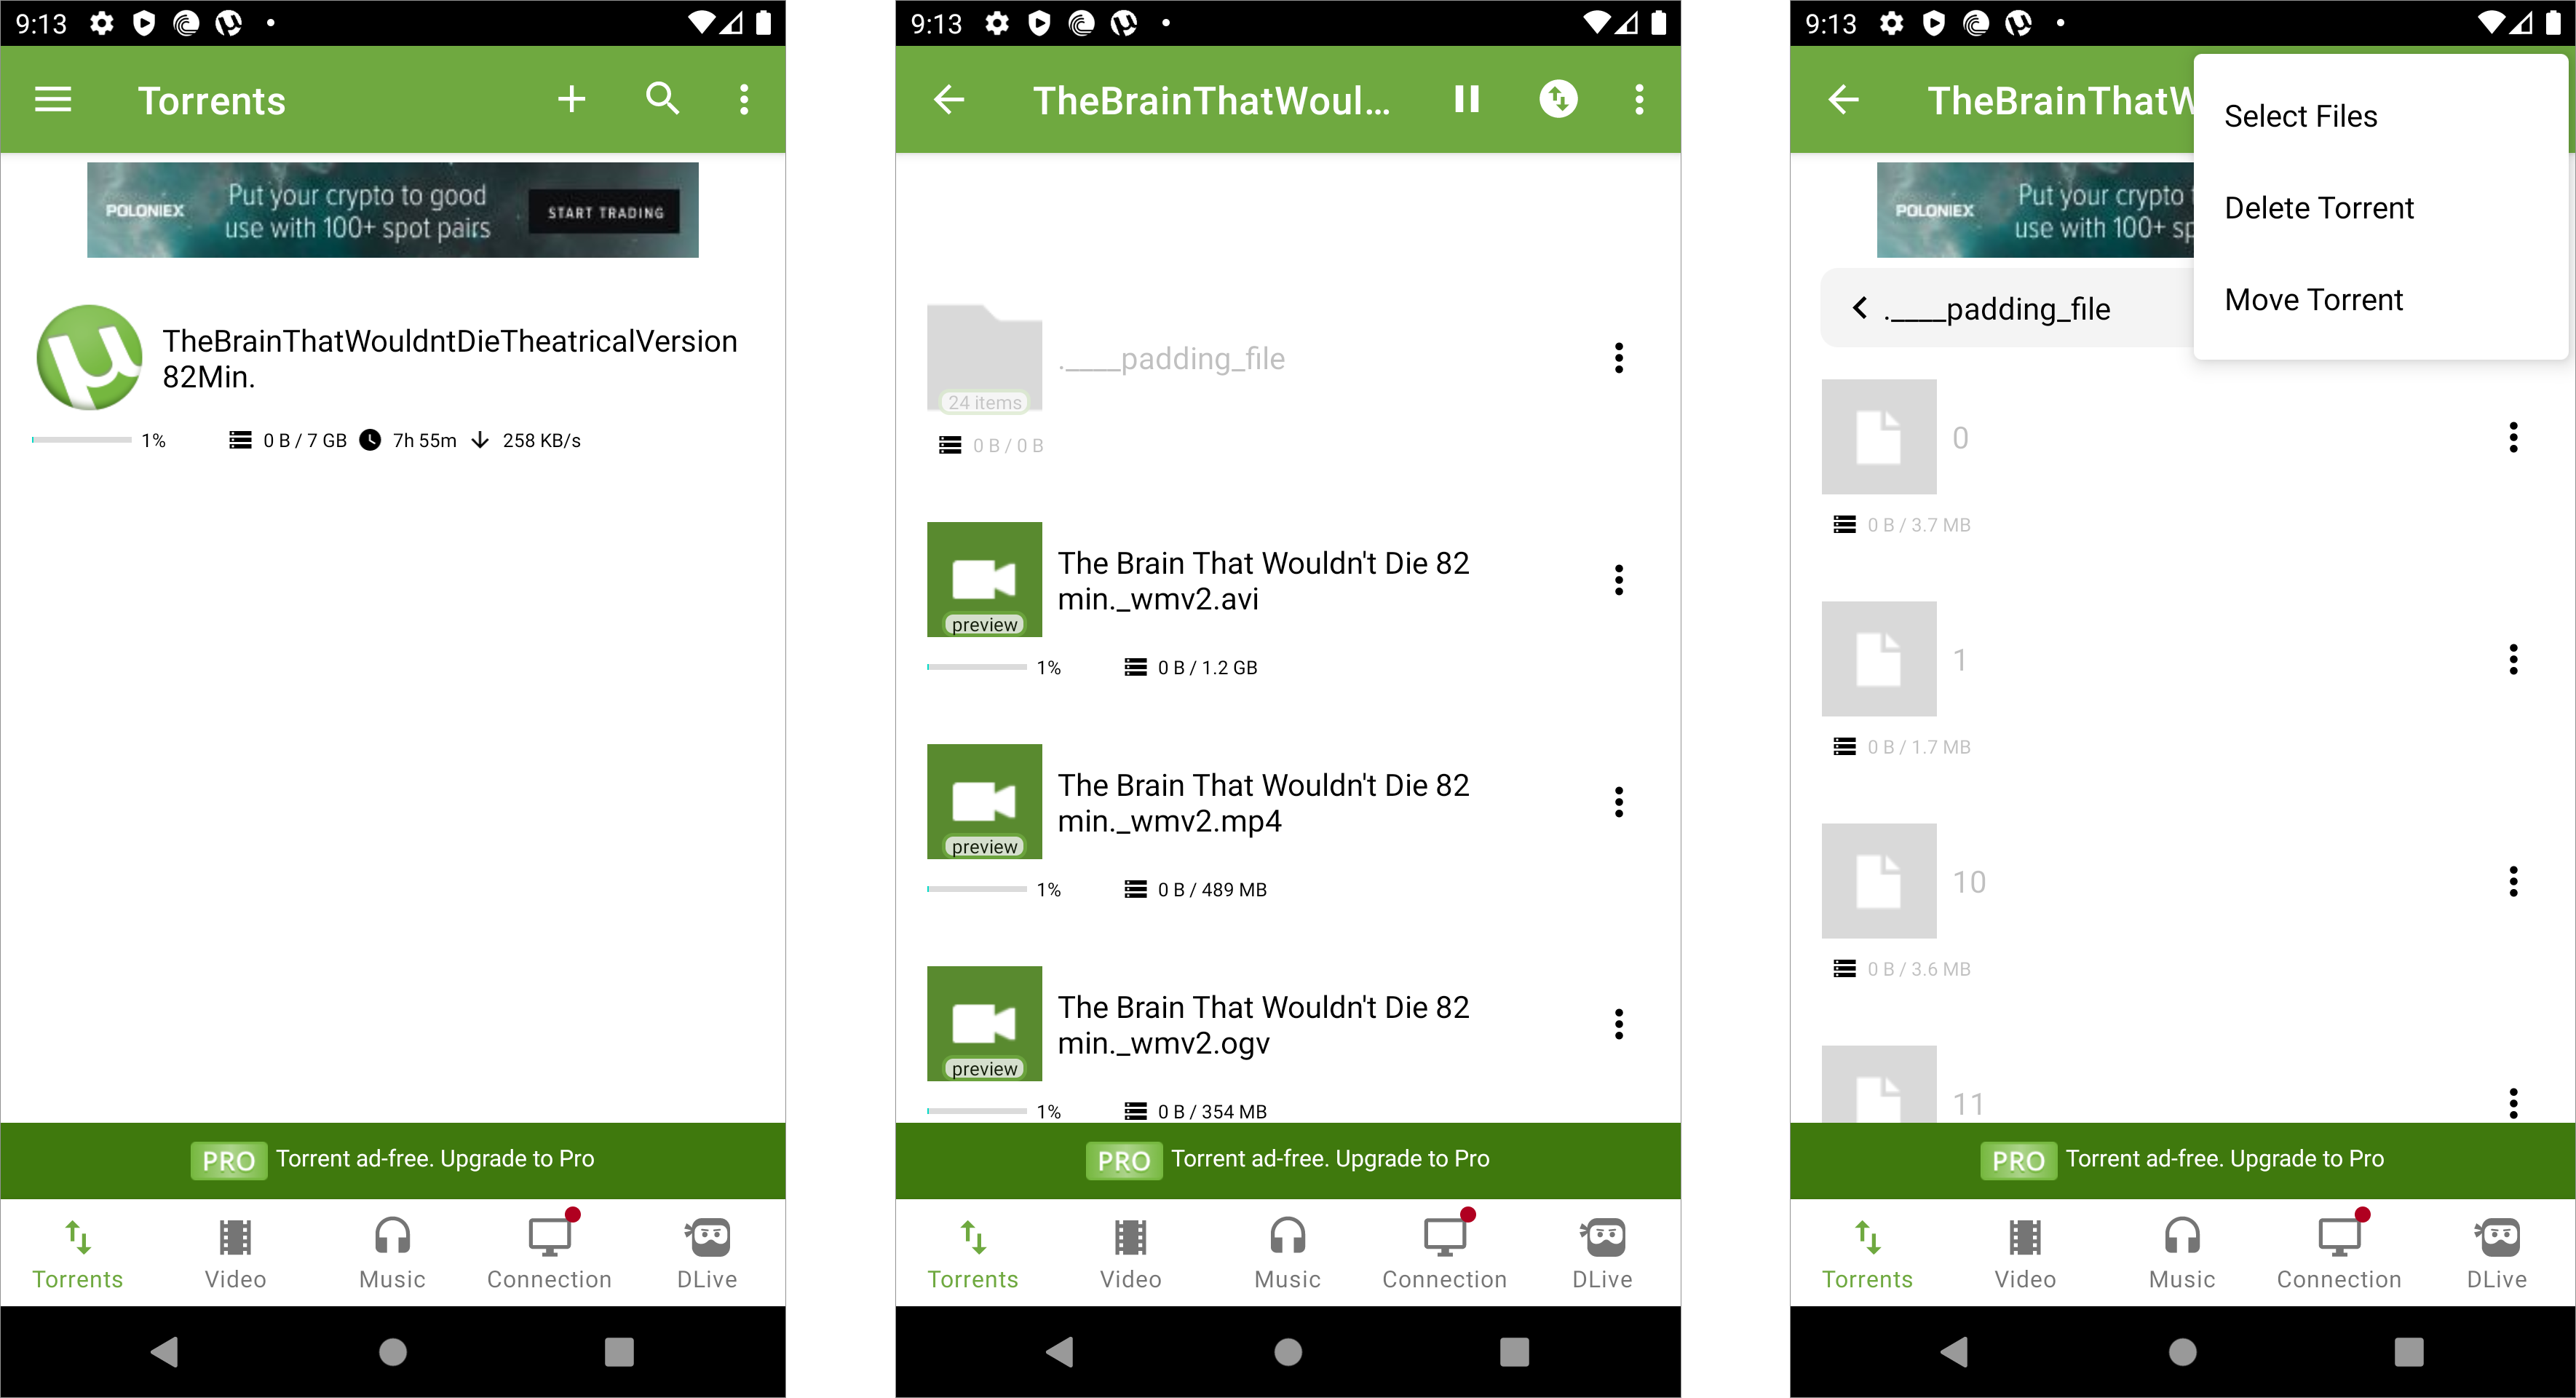 9:13
Torrents
POLONIEX
Put your crypto to good
use with 100+ spot pairs
START TRADING
TheBrainThatWouldntDieTheatricalVersion
82Min.
1%
0 B / 7 GB
7h 55m
258 KB/s
PRO
Torrent ad-free. Upgrade to Pro
Torrents
Video
Music
Connection
DLive
9:13
TheBrainThatWoul...
.____padding_file
24 items
0 B / 0 B
The Brain That Wouldn't Die 82
min._wmv2.avi
preview
1%
0 B / 1.2 GB
The Brain That Wouldn't Die 82
min._wmv2.mp4
preview
1%
0 B / 489 MB
The Brain That Wouldn't Die 82
min._wmv2.ogv
preview
1%
0 B / 354 MB
PRO
Torrent ad-free. Upgrade to Pro
Torrents
Video
Music
Connection
DLive
9:13
TheBrainThatW
Select Files
Delete Torrent
Move Torrent
POLONIEX
Put your crypto
use with 100+ sp
.____padding_file
0
0 B / 3.7 MB
1
0 B / 1.7 MB
10
0 B / 3.6 MB
11
PRO
Torrent ad-free. Upgrade to Pro
Torrents
Video
Music
Connection
DLive